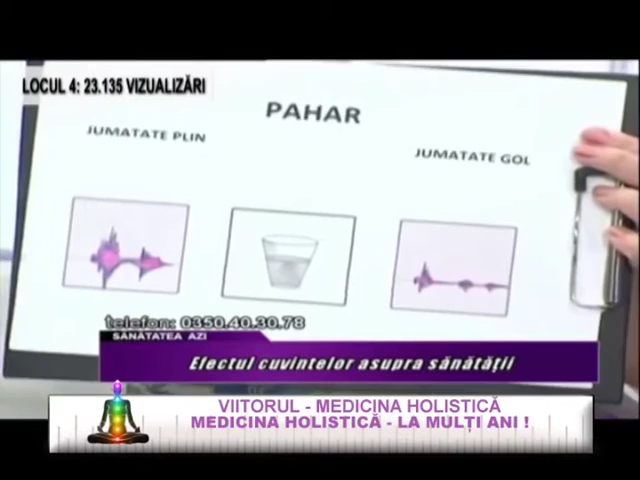 LOCUL 4: 23.135 VIZUALIZĂRI
PAHAR
JUMATATE PLIN
JUMATATE GOL
telefon: 0350.40.30.78
SĂNĂTATEA AZI
Efectul cuvintelor asupra sănătății
VIITORUL - MEDICINA HOLISTICĂ
MEDICINA HOLISTICĂ - LA MULȚI ANI !